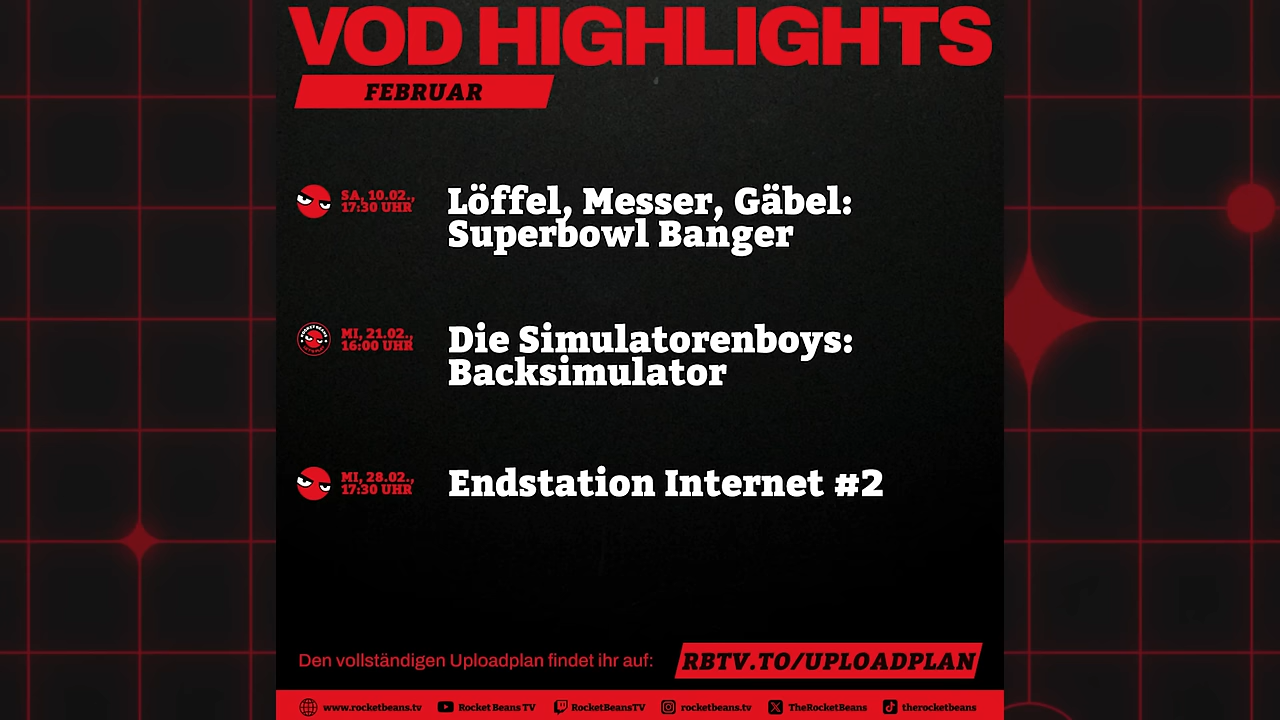 VOD HIGHLIGHTS
FEBRUAR
SA, 10.02.,
17:30 UHR
Löffel, Messer, Gäbel:
Superbowl Banger
MI, 21.02.,
16:00 UHR
Die Simulatorenboys:
Backsimulator
MI, 28.02.,
17:30 UHR
Endstation Internet #2
Den vollständigen Uploadplan findet ihr auf:
RBTV.TO/UPLOADPLAN
www.rocketbeans.tv Rocket Beans TV RocketBeansTV rocketbeans.tv TheRocketBeans therocketbeans